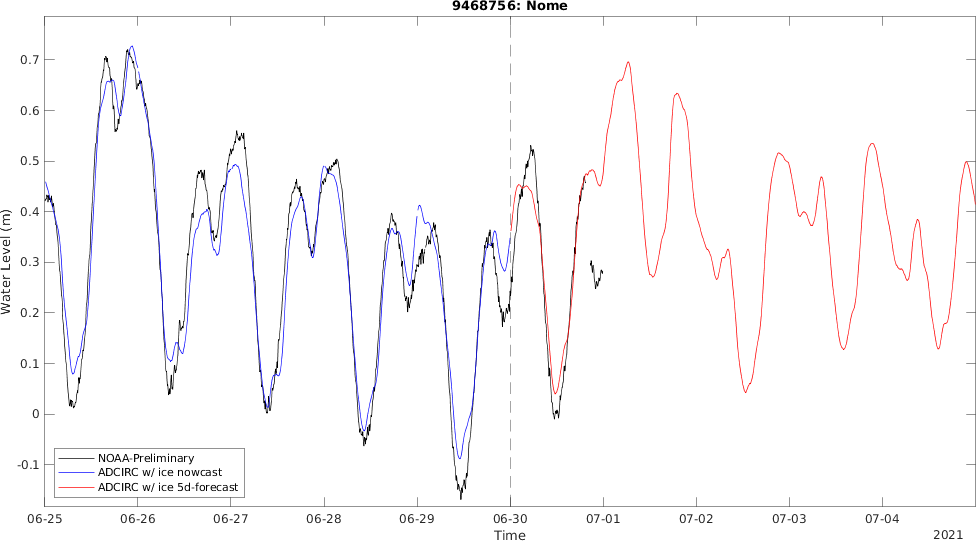 9468756: Nome
Water Level (m)
0.7
0.6
0.5
0.4
0.3
0.2
0.1
0
-0.1
NOAA-Preliminary
ADCIRC w/ ice nowcast
ADCIRC w/ ice 5d-forecast
06-25 06-26 06-27 06-28 06-29 06-30 07-01 07-02 07-03 07-04
Time
2021